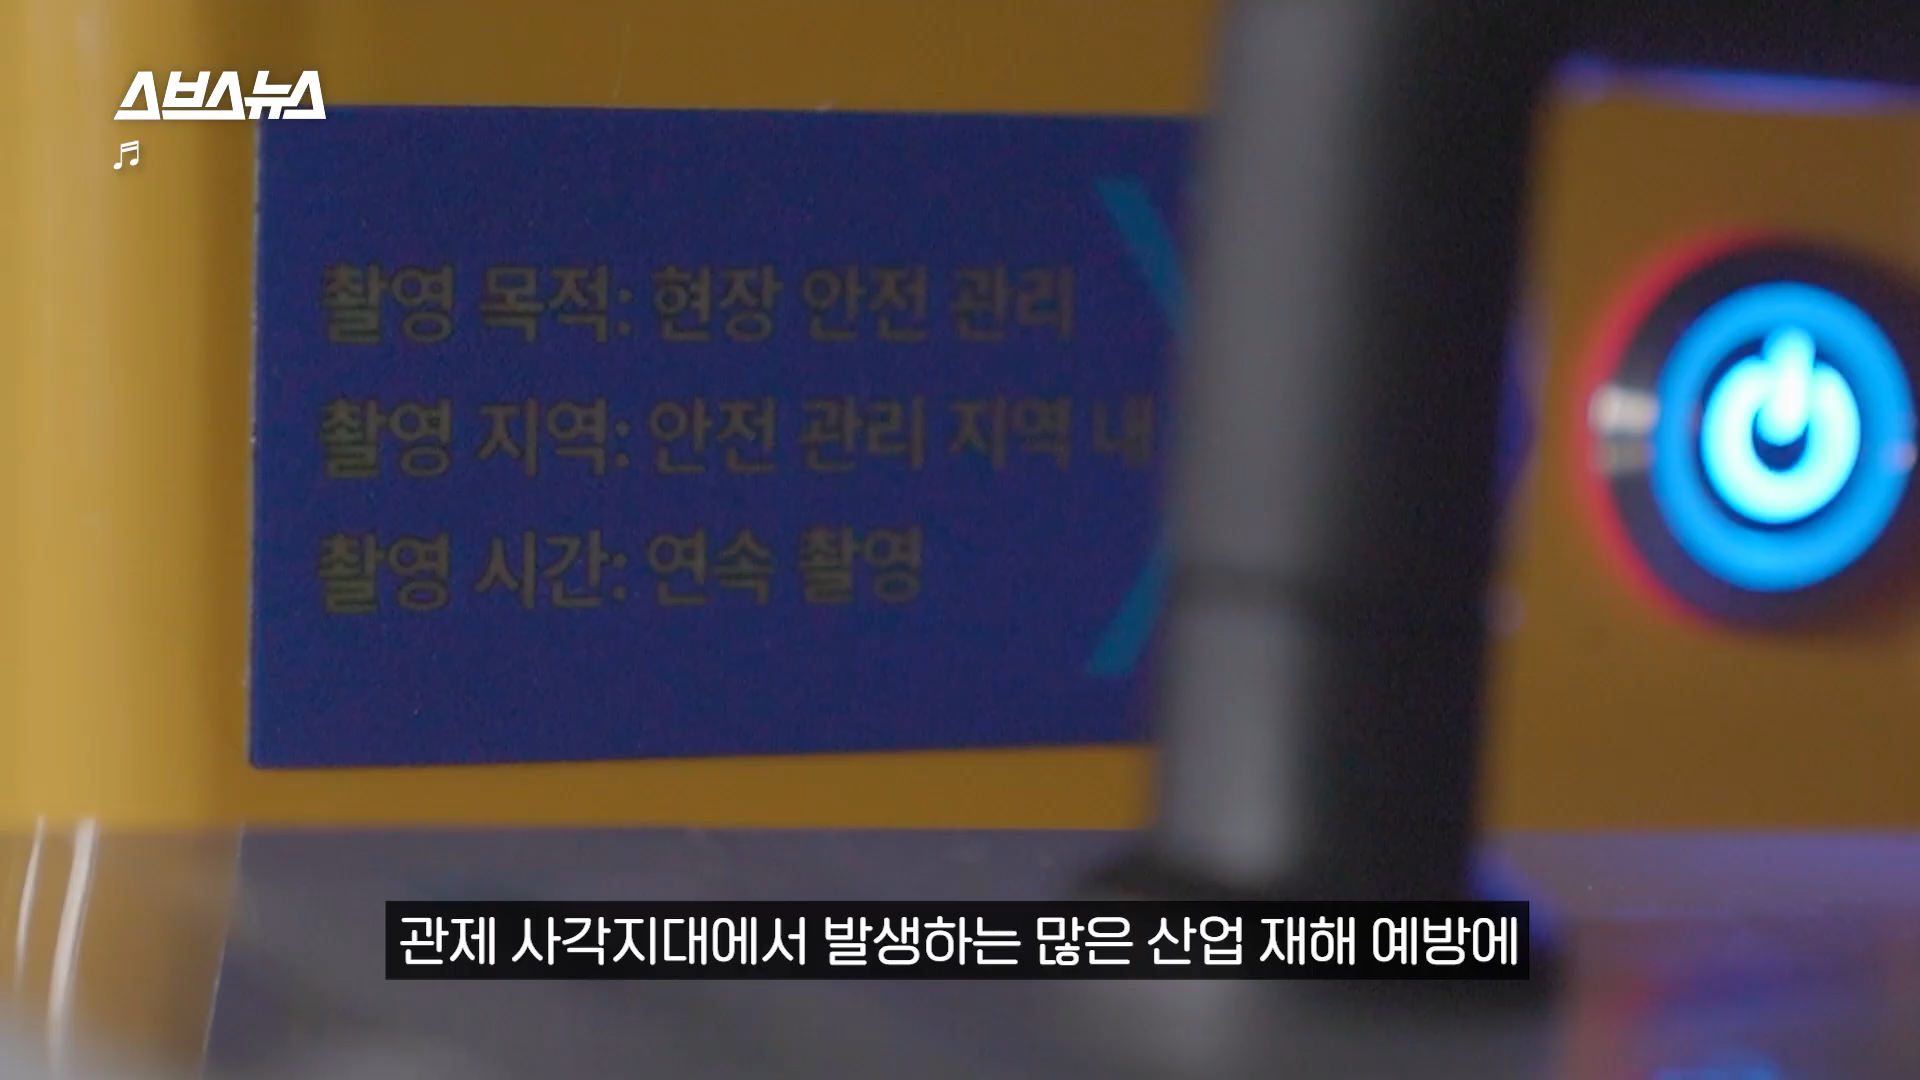 스브스뉴스
촬영 목적: 현장 안전 관리
촬영 지역: 안전 관리 지역 내
촬영 시간: 연속 촬영
관제 사각지대에서 발생하는 많은 산업 재해 예방에